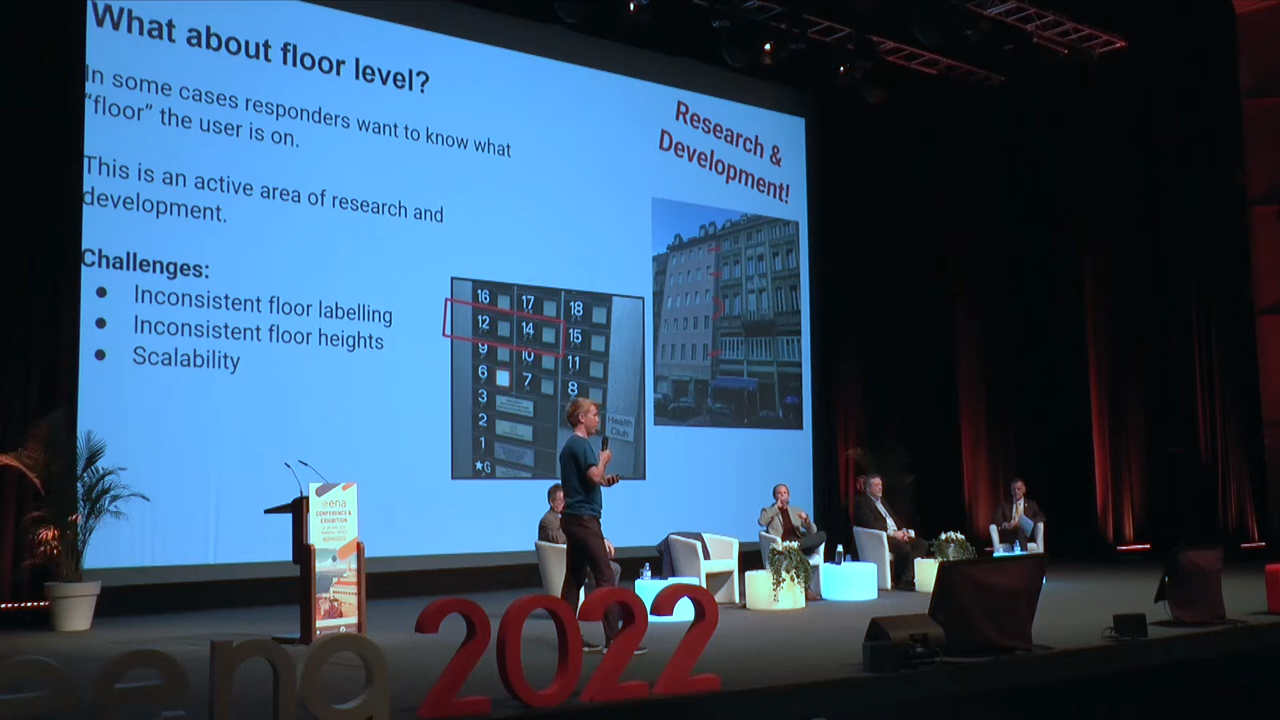 What about floor level?
In some cases responders want to know what
“floor” the user is on.
This is an active area of research and
development.
Challenges:
● Inconsistent floor labelling
● Inconsistent floor heights
● Scalability
Research &
Development!
16 17 18
12 14 15
9 10 11
6 7 8
3
2
1
★G
Health
Club
eena
CONFERENCE &
EXHIBITION
eena 2022